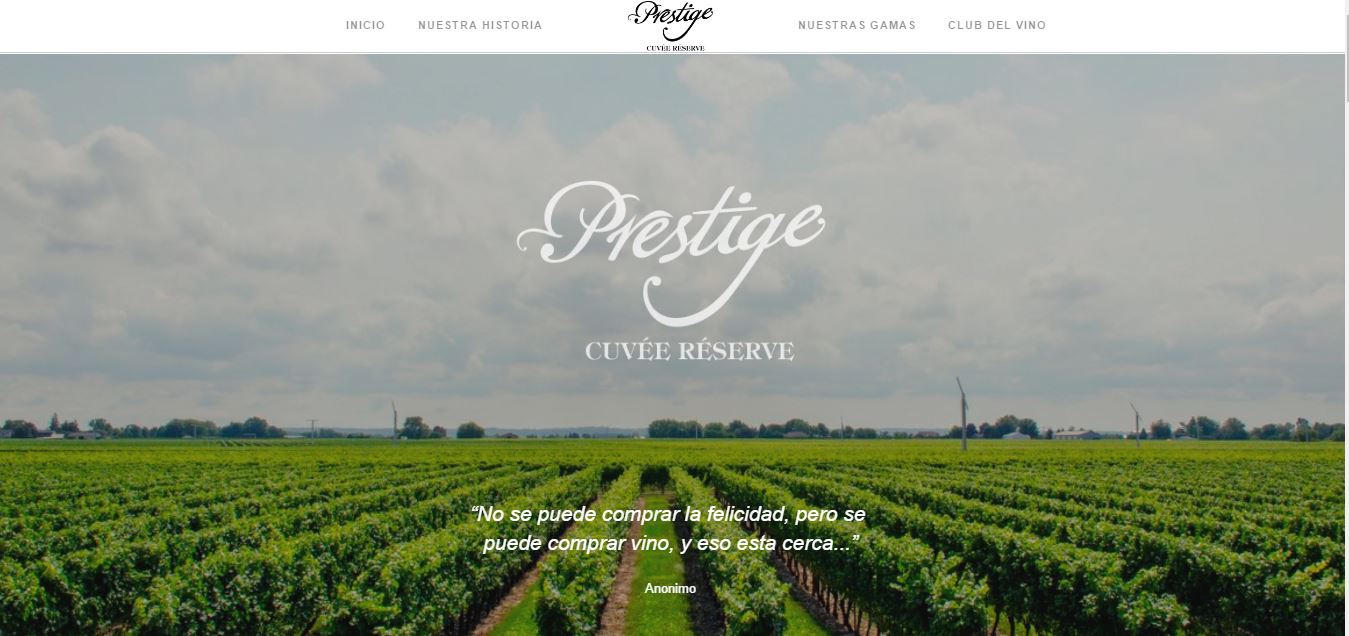 INICIO NUESTRA HISTORIA Prestige NUESTRAS GAMAS CLUB DEL VINO
CUVÉE RÉSERVE
Prestige
CUVÉE RÉSERVE
“No se puede comprar la felicidad, pero se
puede comprar vino, y eso esta cerca...”
Anonimo